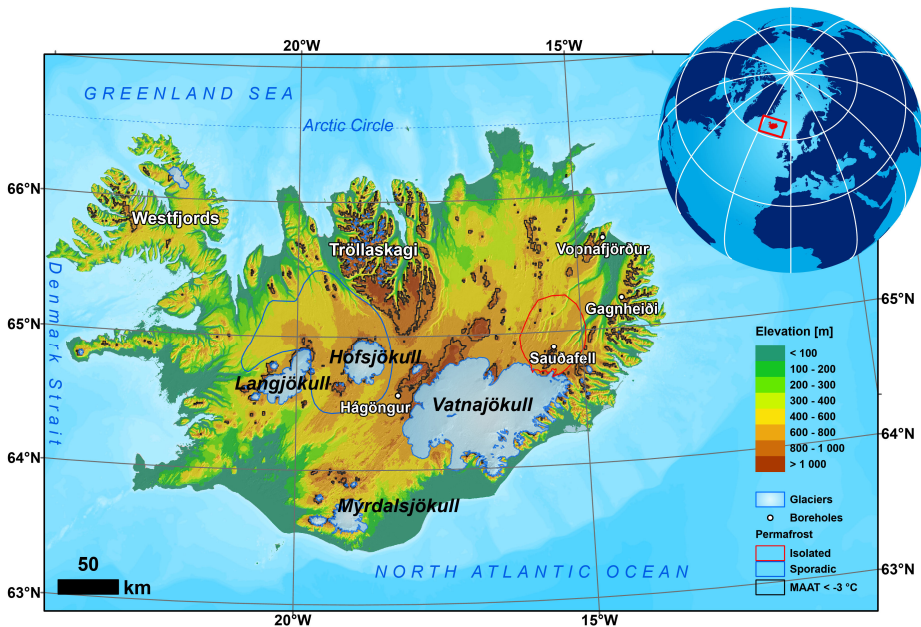 20°W
15°W
GREENLAND SEA
Arctic Circle
66°N
66°N
Westfjords
Tröllaskagi
Vopnafjörður
Denmark Strait
65°N
65°N
Gagnheiði
Sauðafell
Hofsjökull
Langjökull
Hágöngur
Vatnajökull
64°N
64°N
Mýrdalsjökull
Elevation [m]
< 100
100 - 200
200 - 300
300 - 400
400 - 600
600 - 800
800 - 1 000
> 1 000
Glaciers
Boreholes
Permafrost
Isolated
Sporadic
MAAT < -3 °C
50
km
NORTH ATLANTIC OCEAN
63°N
63°N
20°W
15°W